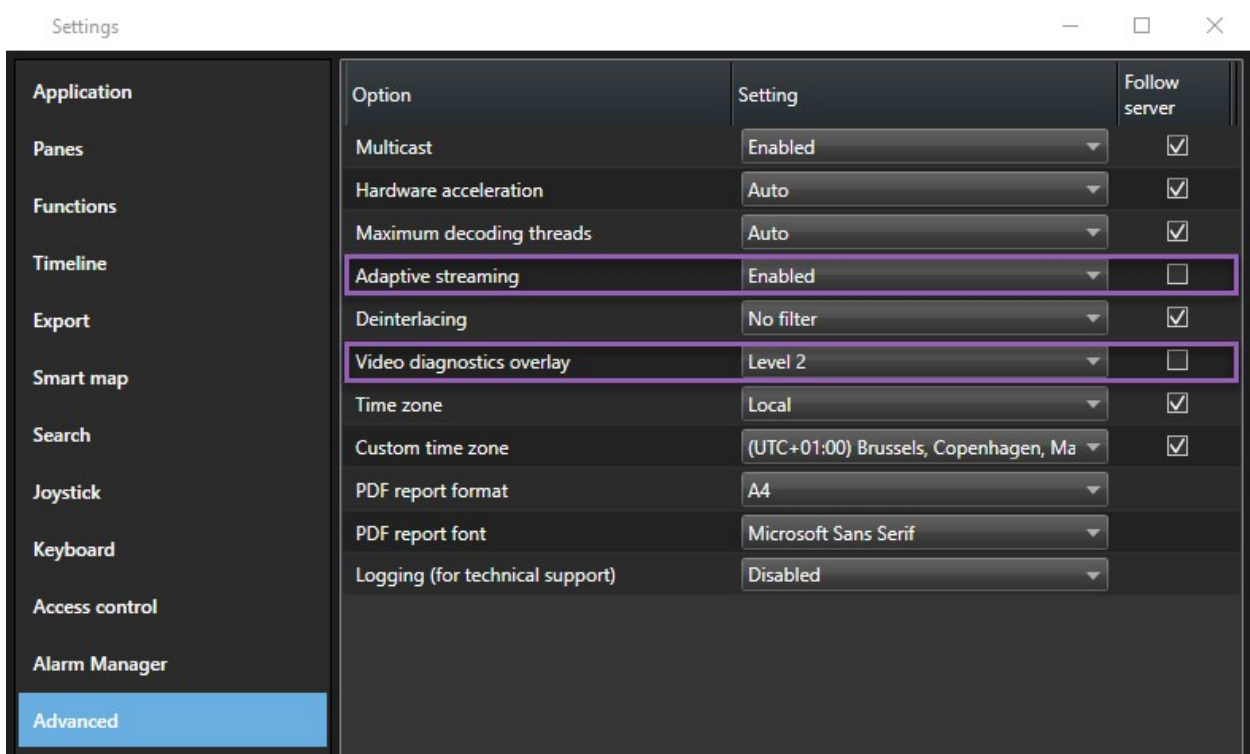 Settings
Application
Panes
Functions
Timeline
Export
Smart map
Search
Joystick
Keyboard
Access control
Alarm Manager
Advanced
Option Setting Follow server
Multicast Enabled
Hardware acceleration Auto
Maximum decoding threads Auto
Adaptive streaming Enabled
Deinterlacing No filter
Video diagnostics overlay Level 2
Time zone Local
Custom time zone (UTC+01:00) Brussels, Copenhagen, Ma
PDF report format A4
PDF report font Microsoft Sans Serif
Logging (for technical support) Disabled